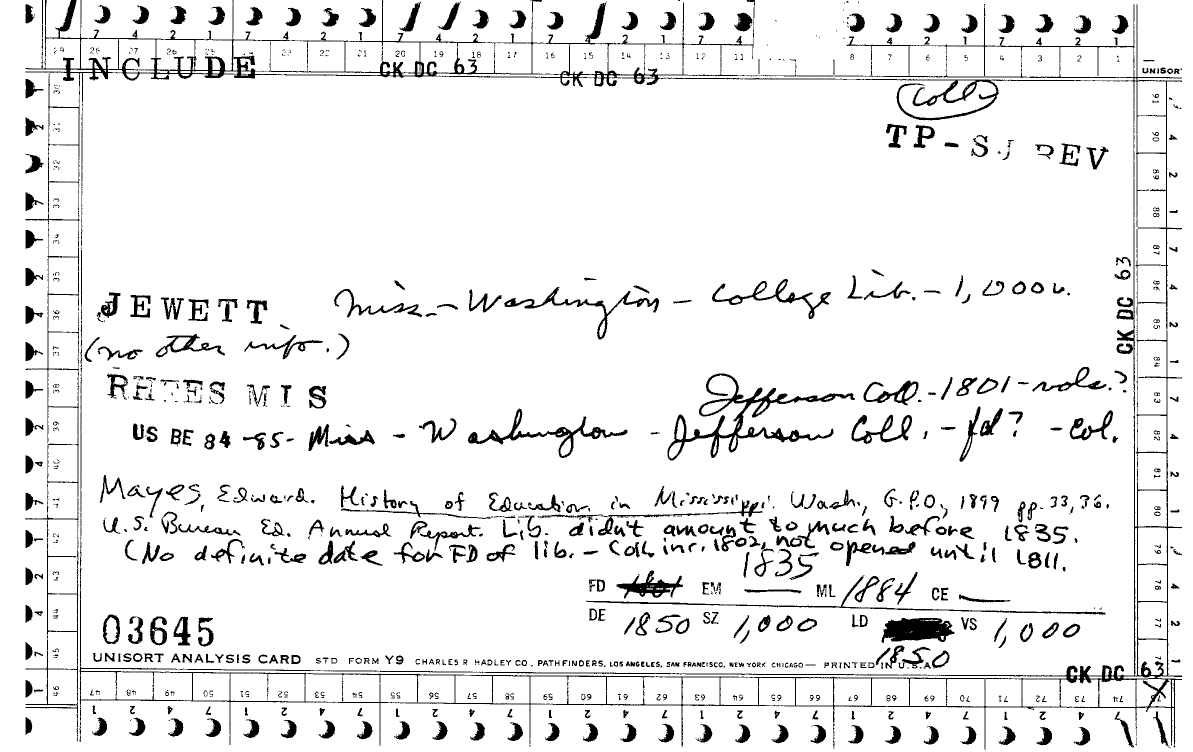 INCLUDE
CK DC 63
CK DC 63
UNISORT
Coll
TP - SJ REV
CK DC 63
JEWETT Miss. - Washington - College Lib. - 1,000 v.
(no other info.)
RHEES MIS Jefferson Coll. - 1801 - vols.?
US BE 84-85 - Miss - Washington - Jefferson Coll. - fd? - Col.
Mayes, Edward. History of Education in Mississippi. Wash., G.P.O., 1899 pp. 33, 36.
U.S. Bureau Ed. Annual Report. Lib. didn't amount to much before 1835.
(No definite date for FD of lib. - Coll. inc. 1802, not opened until 1811.
1835
FD 1801 EM — ML 1884 CE —
DE 1850 SZ 1,000 LD VS 1,000
1850
03645
UNISORT ANALYSIS CARD STD FORM Y9 CHARLES R HADLEY CO., PATHFINDERS, LOS ANGELES, SAN FRANCISCO, NEW YORK CHICAGO — PRINTED IN U.S.A.
CK DC 63